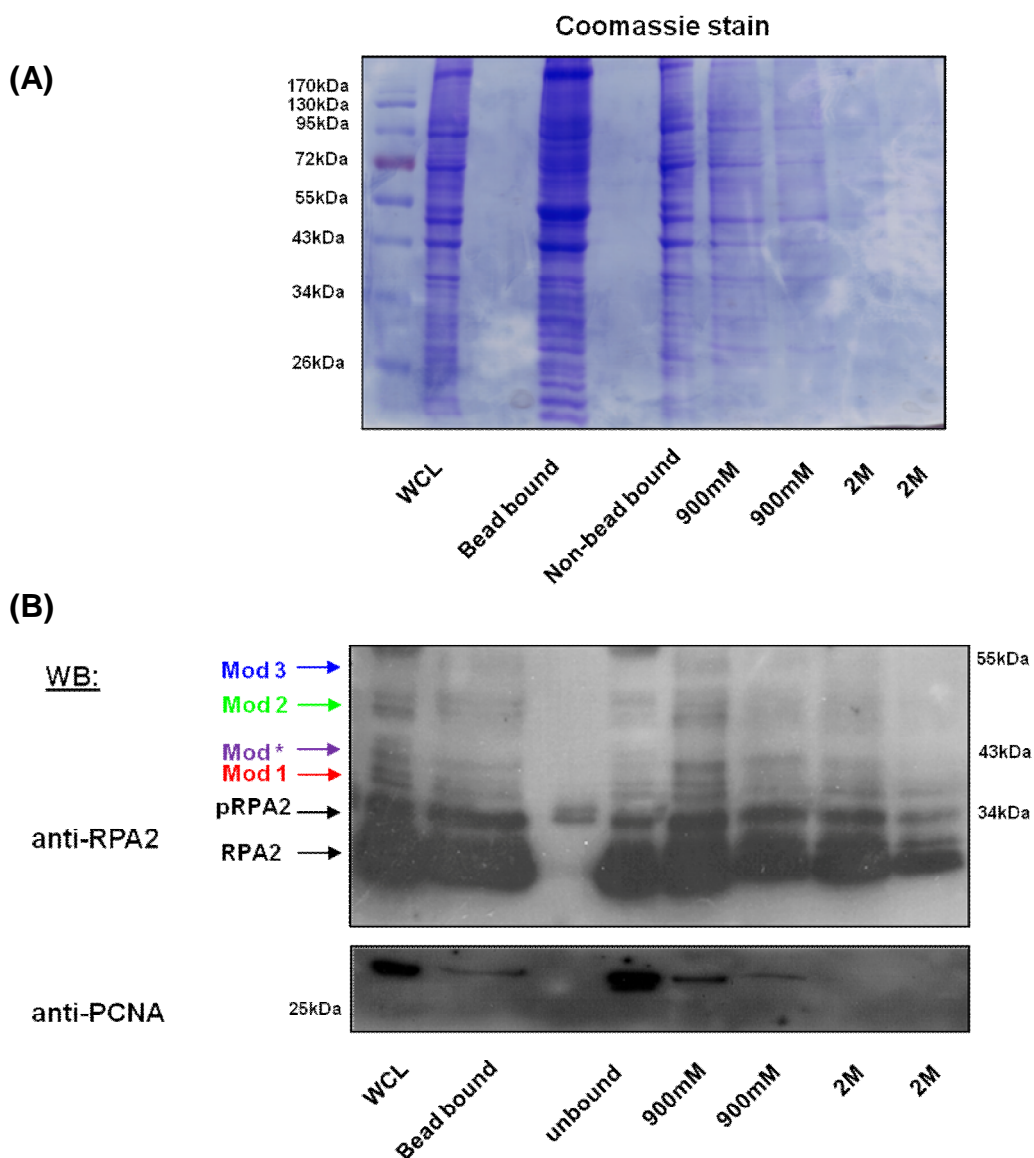 Coomassie stain
(A)
170kDa
130kDa
95kDa
72kDa
55kDa
43kDa
34kDa
26kDa
WCL
Bead bound
Non-bead bound
900mM
900mM
2M
2M
(B)
WB:
Mod 3
Mod 2
Mod *
Mod 1
pRPA2
RPA2
anti-RPA2
55kDa
43kDa
34kDa
anti-PCNA
25kDa
WCL
Bead bound
unbound
900mM
900mM
2M
2M